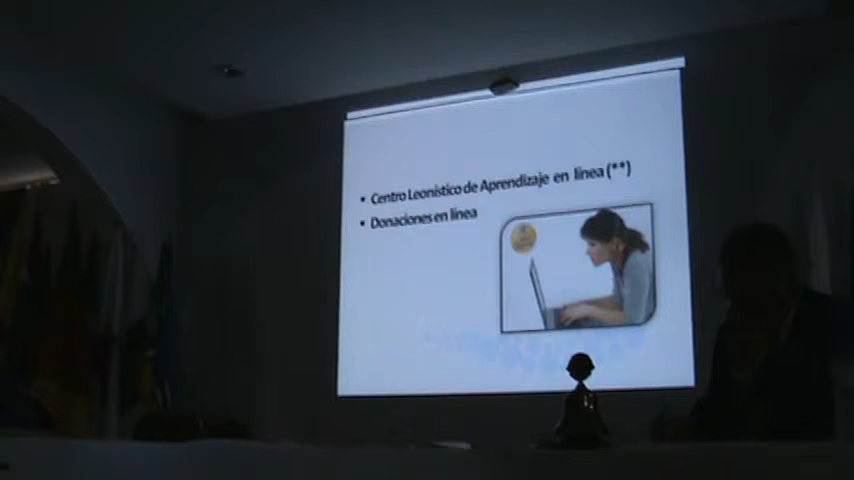 • Centro Leonístico de Aprendizaje en línea (**)
• Donaciones en línea